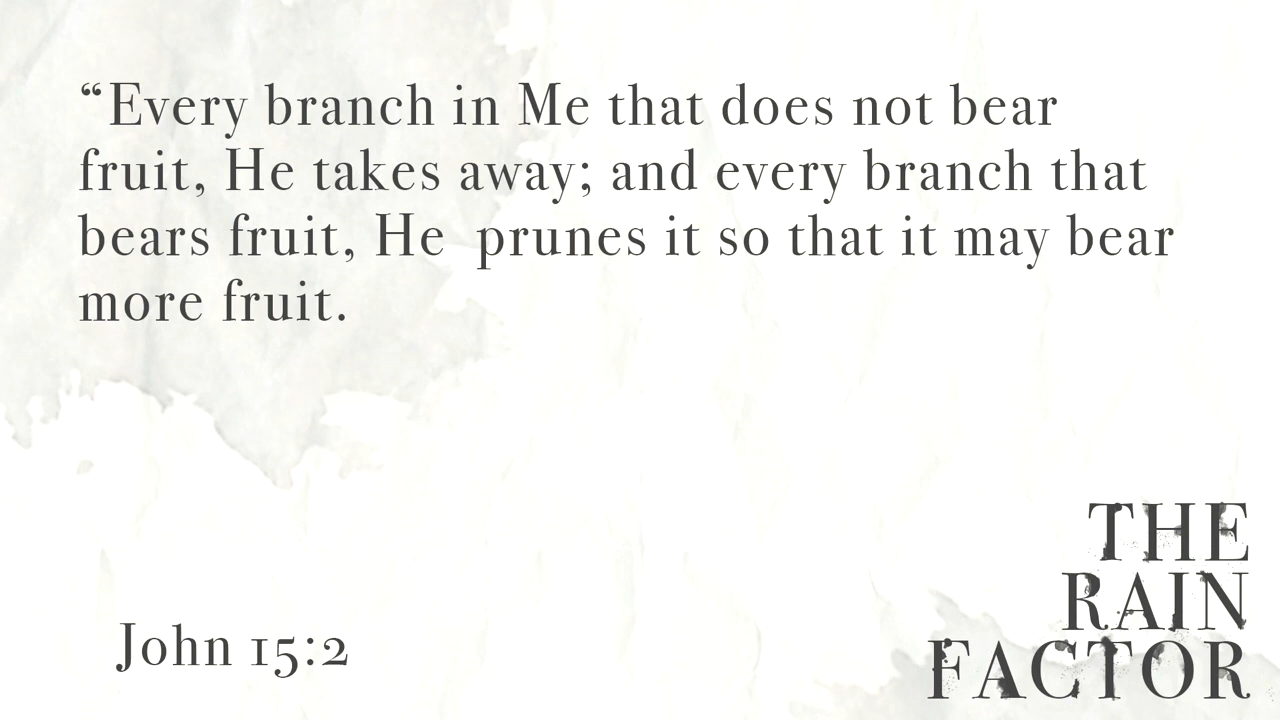 “Every branch in Me that does not bear
fruit, He takes away; and every branch that
bears fruit, He  prunes it so that it may bear
more fruit.
John 15:2
THE
RAIN
FACTOR